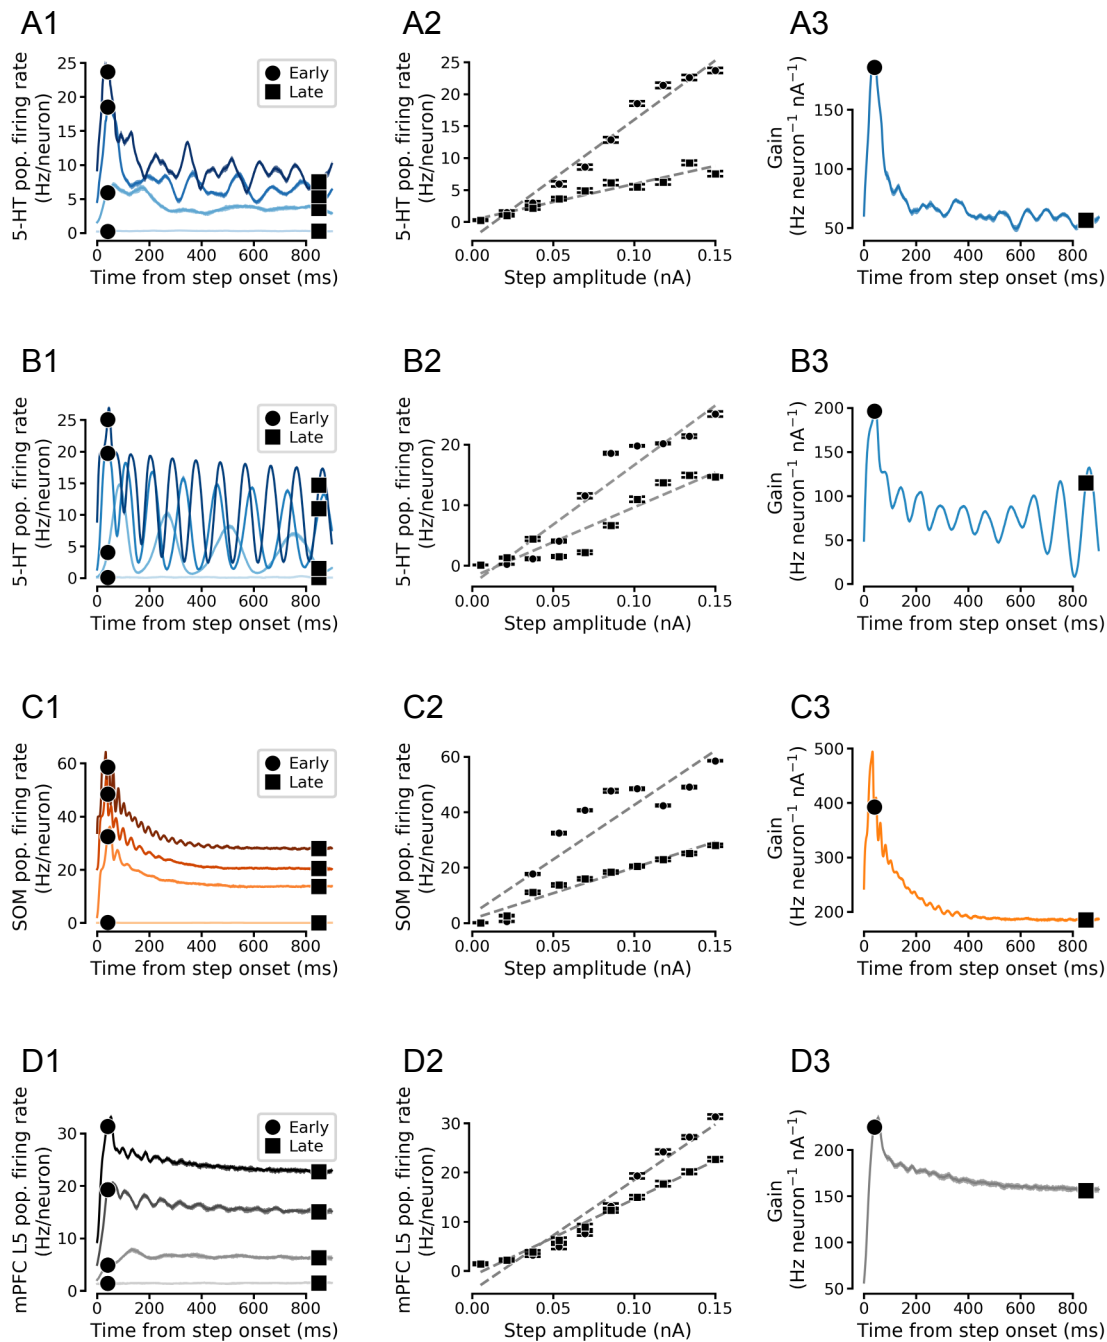 A1
A2
A3
5-HT pop. firing rate
(Hz/neuron)
25
20
15
10
5
0
Early
Late
0
200
400
600
800
Time from step onset (ms)
5-HT pop. firing rate
(Hz/neuron)
25
20
15
10
5
0
0.00
0.05
0.10
0.15
Step amplitude (nA)
Gain
(Hz neuron⁻¹ nA⁻¹)
150
100
50
0
200
400
600
800
Time from step onset (ms)
B1
B2
B3
5-HT pop. firing rate
(Hz/neuron)
25
20
15
10
5
0
Early
Late
0
200
400
600
800
Time from step onset (ms)
5-HT pop. firing rate
(Hz/neuron)
20
10
0
0.00
0.05
0.10
0.15
Step amplitude (nA)
Gain
(Hz neuron⁻¹ nA⁻¹)
200
150
100
50
0
0
200
400
600
800
Time from step onset (ms)
C1
C2
C3
SOM pop. firing rate
(Hz/neuron)
60
40
20
0
Early
Late
0
200
400
600
800
Time from step onset (ms)
SOM pop. firing rate
(Hz/neuron)
60
40
20
0
0.00
0.05
0.10
0.15
Step amplitude (nA)
Gain
(Hz neuron⁻¹ nA⁻¹)
500
400
300
200
0
200
400
600
800
Time from step onset (ms)
D1
D2
D3
mPFC L5 pop. firing rate
(Hz/neuron)
30
20
10
0
Early
Late
0
200
400
600
800
Time from step onset (ms)
mPFC L5 pop. firing rate
(Hz/neuron)
30
20
10
0
0.00
0.05
0.10
0.15
Step amplitude (nA)
Gain
(Hz neuron⁻¹ nA⁻¹)
200
150
100
50
0
200
400
600
800
Time from step onset (ms)